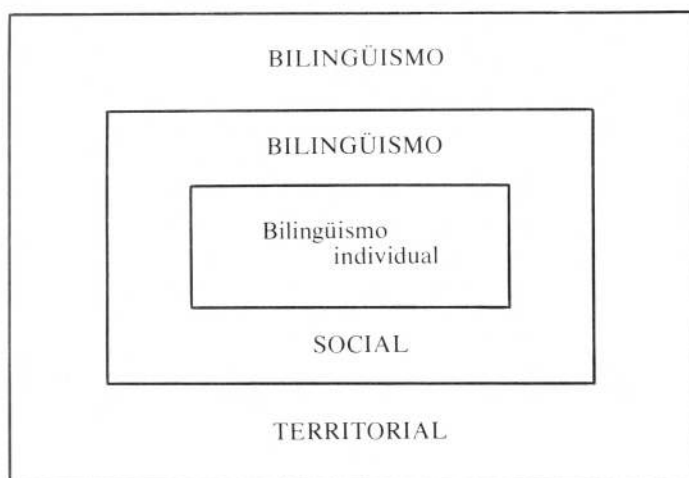 BILINGÜISMO
BILINGÜISMO
Bilingüismo
individual
SOCIAL
TERRITORIAL